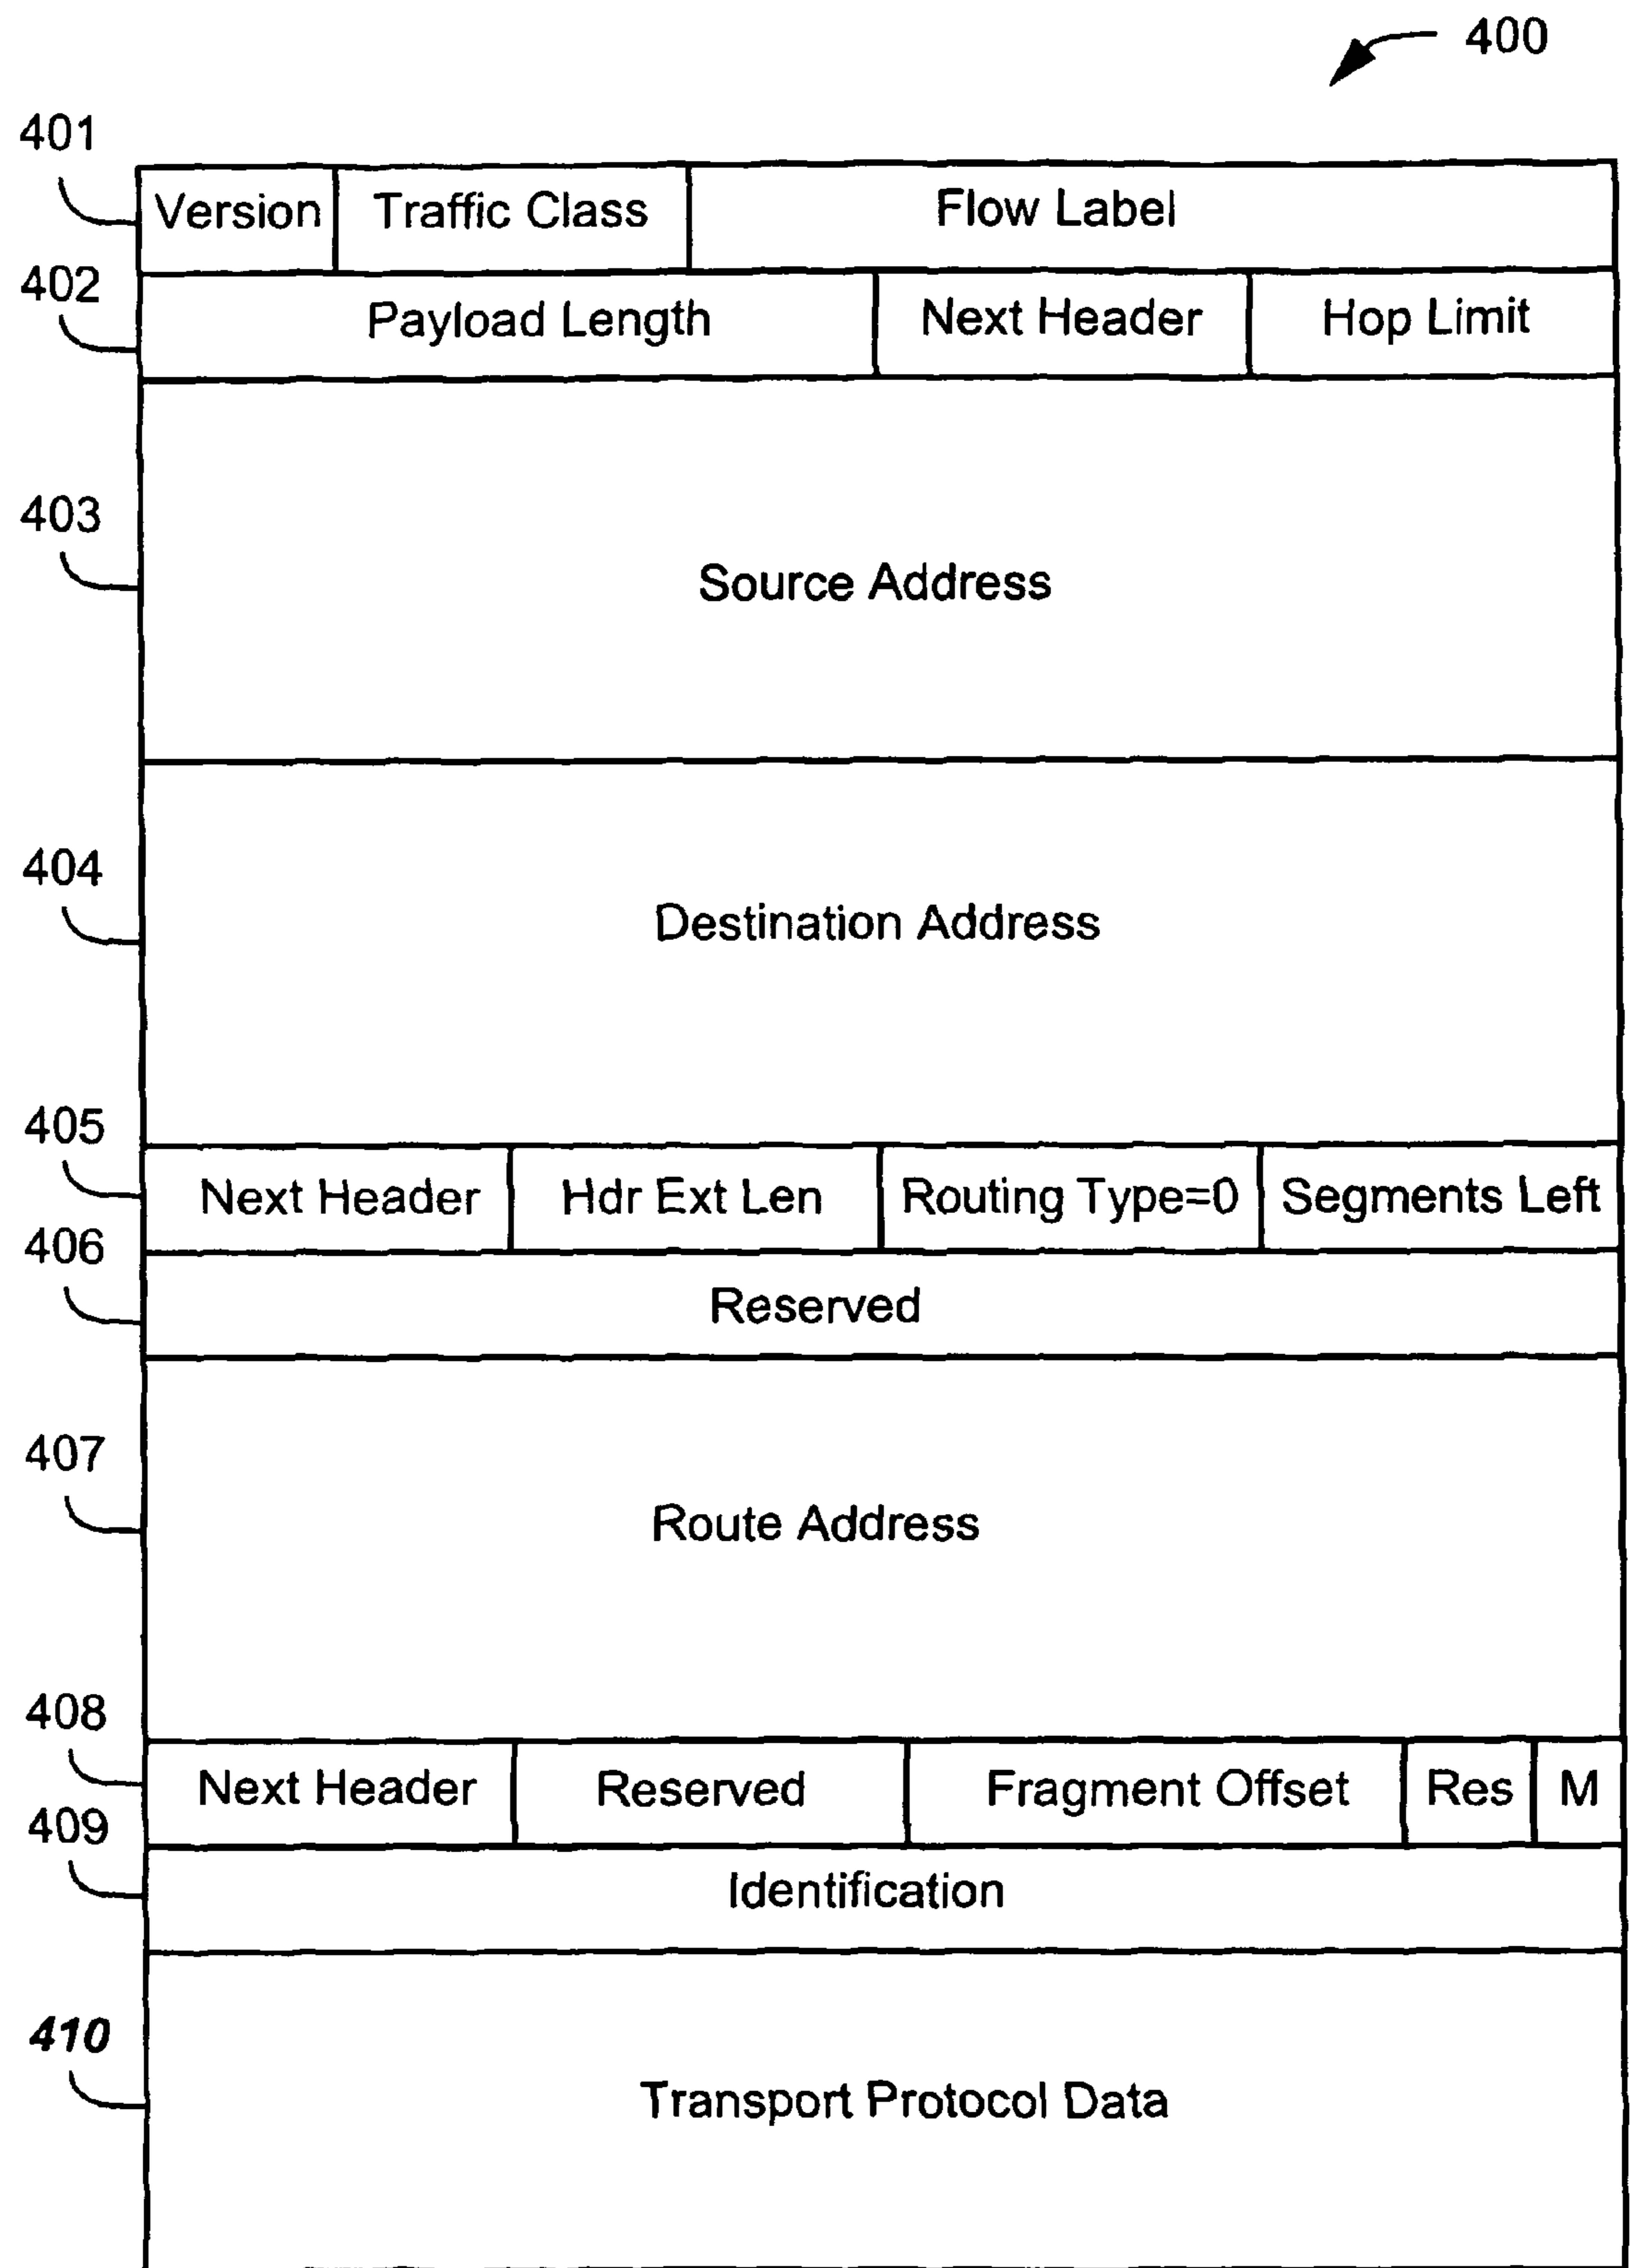 400
401
Version Traffic Class Flow Label
402
Payload Length Next Header Hop Limit
403
Source Address
404
Destination Address
405
Next Header Hdr Ext Len Routing Type=0 Segments Left
406
Reserved
407
Route Address
408
Next Header Reserved Fragment Offset Res M
409
Identification
410
Transport Protocol Data